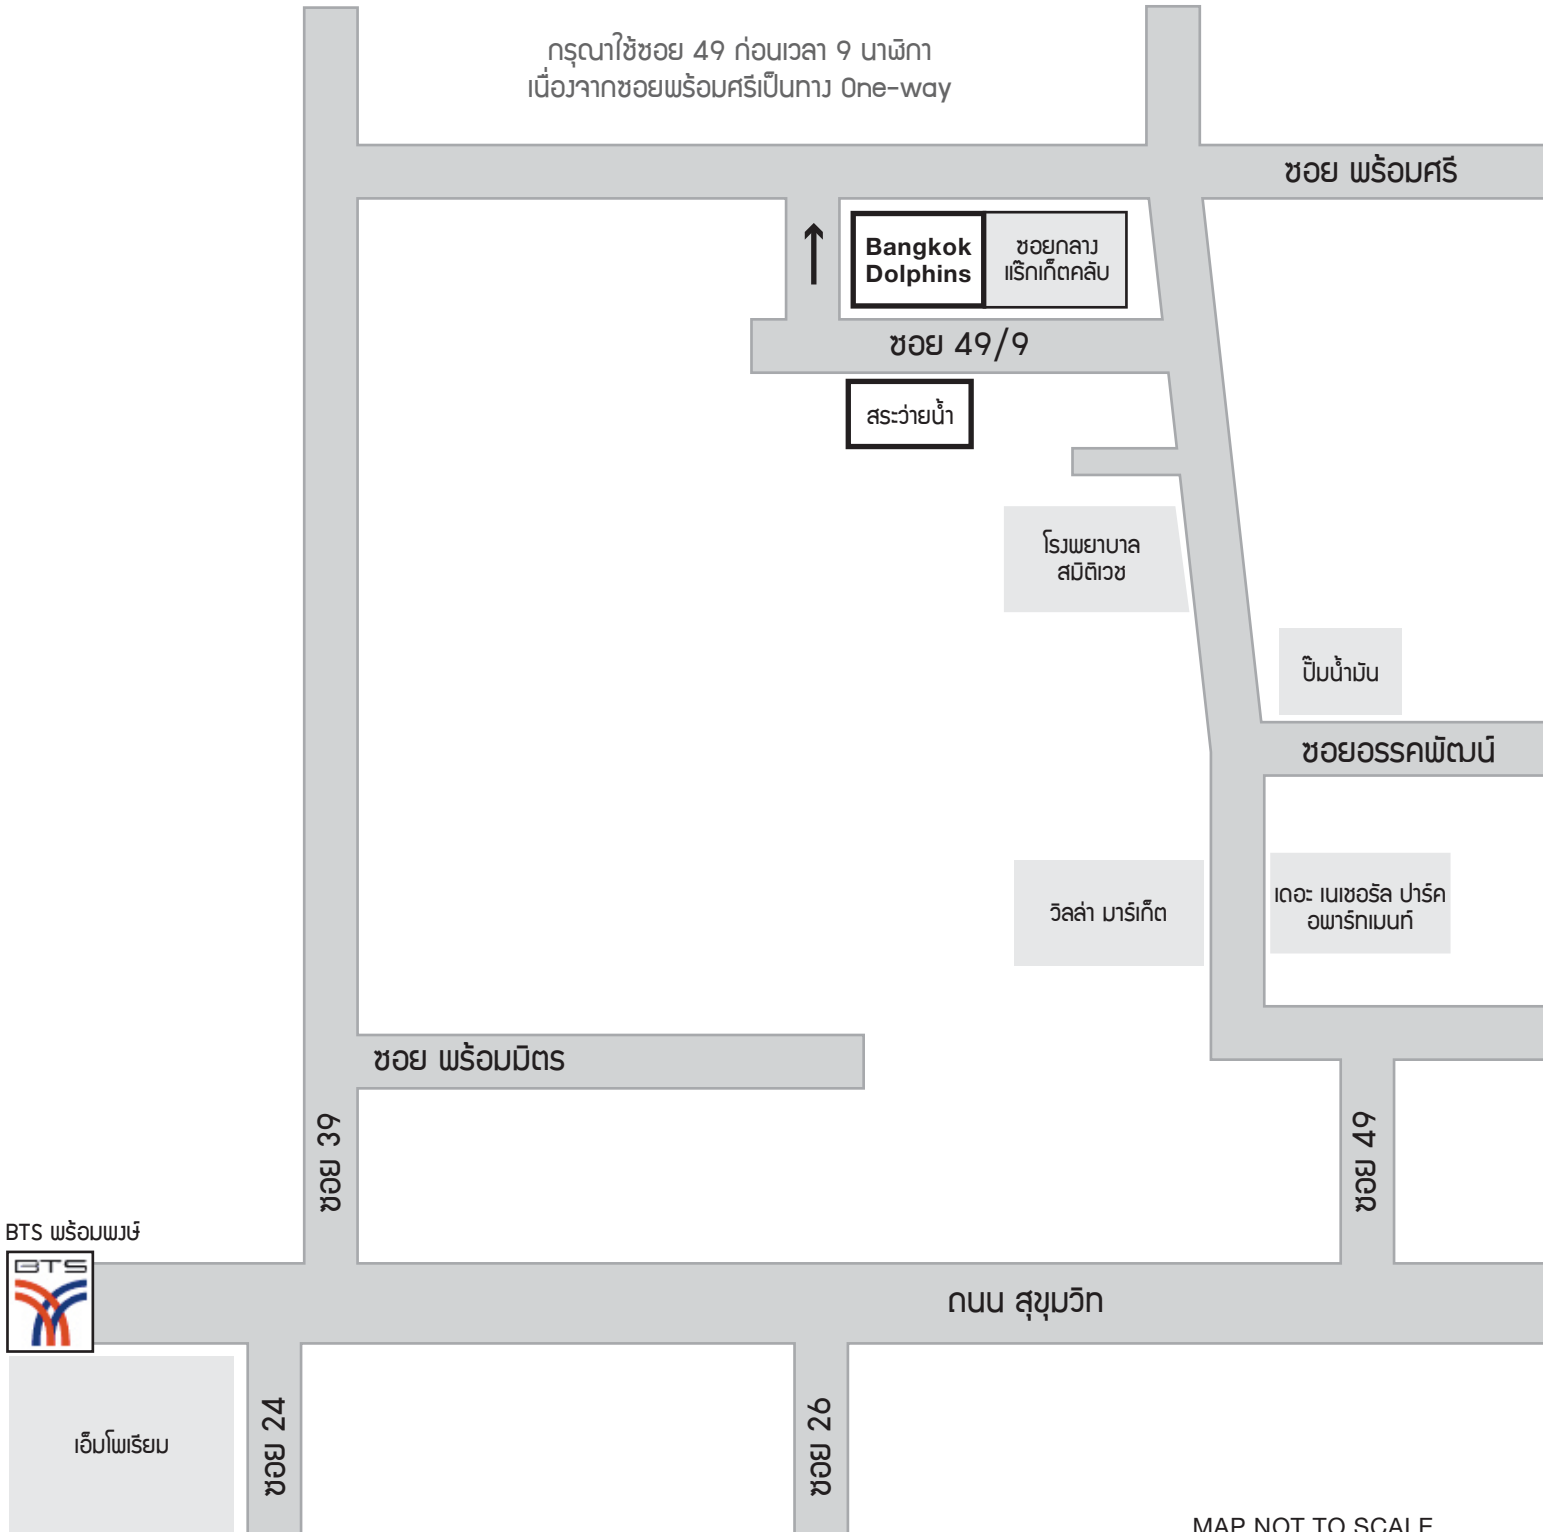 กรุณาใช้ซอย 49 ก่อนเวลา 9 นาฬิกา
เนื่องจากซอยพร้อมศรีเป็นทาง One-way
ซอย พร้อมศรี
Bangkok
Dolphins
ซอยกลาง
แร็กเก็ตคลับ
ซอย 49/9
สระว่ายน้ำ
โรงพยาบาล
สมิติเวช
ปั๊มน้ำมัน
ซอยอรรคพัฒน์
วิลล่า มาร์เก็ต
เดอะ เนเชอรัล ปาร์ค
อพาร์ทเมนท์
ซอย พร้อมมิตร
ซอย 39
ซอย 49
BTS พร้อมพงษ์
BTS
ถนน สุขุมวิท
ซอย 24
ซอย 26
เอ็มโพเรียม
MAP NOT TO SCALE